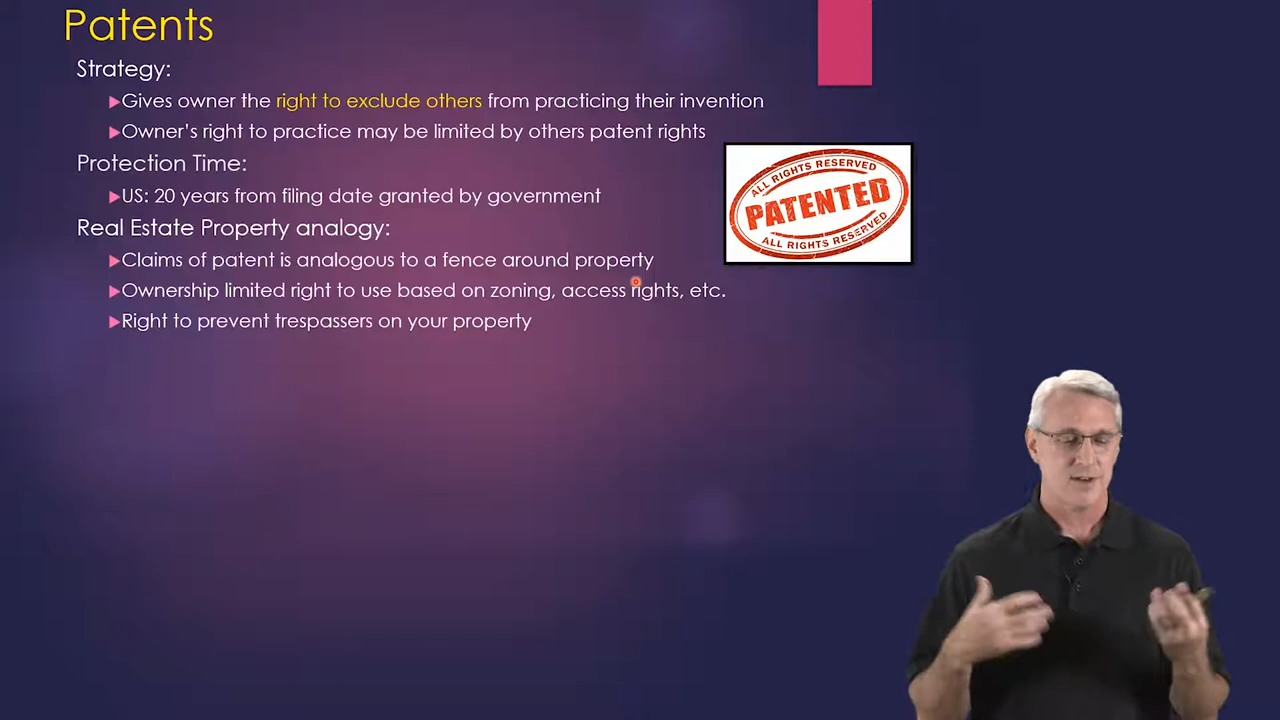 Patents
Strategy:
Gives owner the right to exclude others from practicing their invention
Owner's right to practice may be limited by others patent rights
Protection Time:
US: 20 years from filing date granted by government
Real Estate Property analogy:
Claims of patent is analogous to a fence around property
Ownership limited right to use based on zoning, access rights, etc.
Right to prevent trespassers on your property
ALL RIGHTS RESERVED
PATENTED
ALL RIGHTS RESERVED